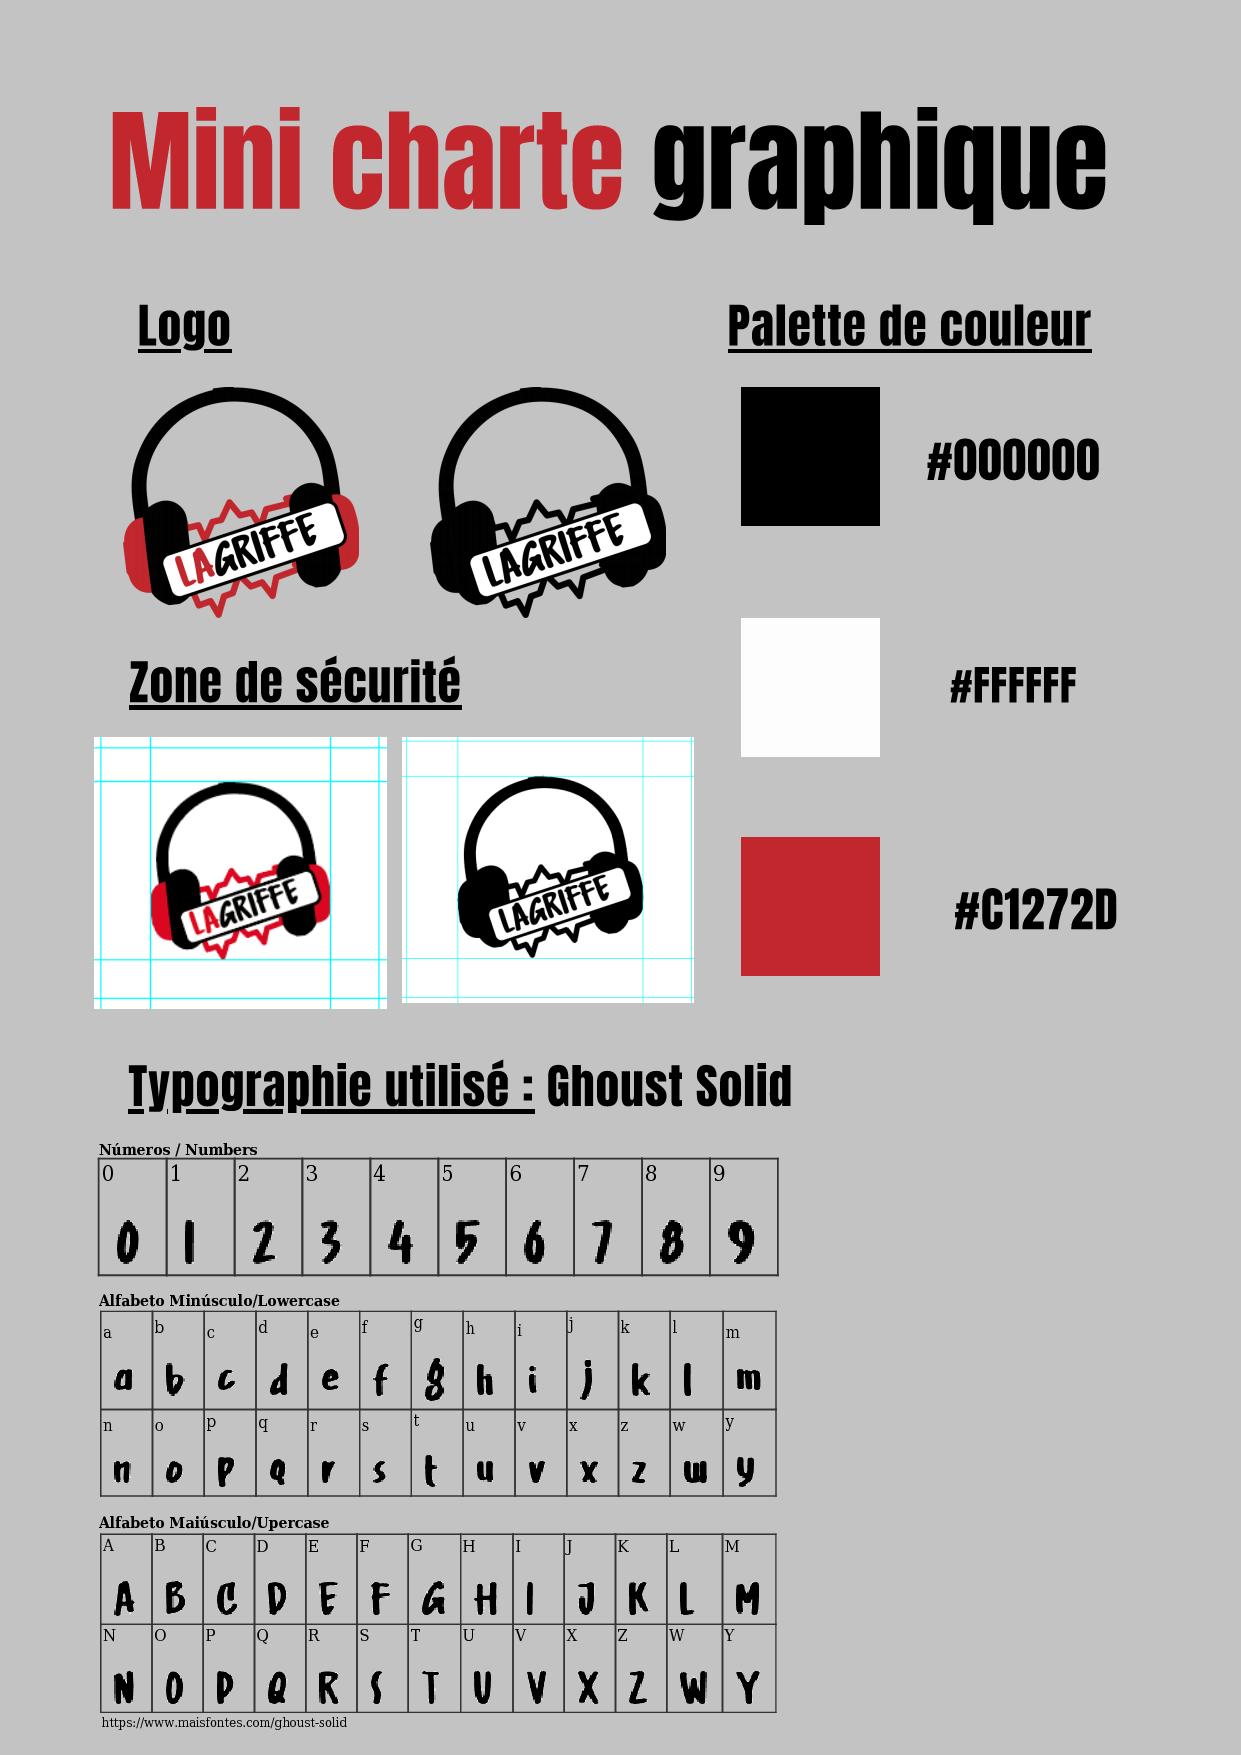 Mini charte graphique
Logo
Palette de couleur
LAGRIFFE
LAGRIFFE
#000000
Zone de sécurité
#FFFFFF
LAGRIFFE
LAGRIFFE
#C1272D
Typographie utilisé : Ghoust Solid
Números / Numbers
0 1 2 3 4 5 6 7 8 9
0 1 2 3 4 5 6 7 8 9
Alfabeto Minúsculo/Lowercase
a b c d e f g h i j k l m
a b c d e f g h i j k l m
n o p q r s t u v x z w y
n o p q r s t u v x z w y
Alfabeto Maiúsculo/Upercase
A B C D E F G H I J K L M
A B C D E F G H I J K L M
N O P Q R S T U V X Z W Y
N O P Q R S T U V X Z W Y
https://www.maisfontes.com/ghoust-solid